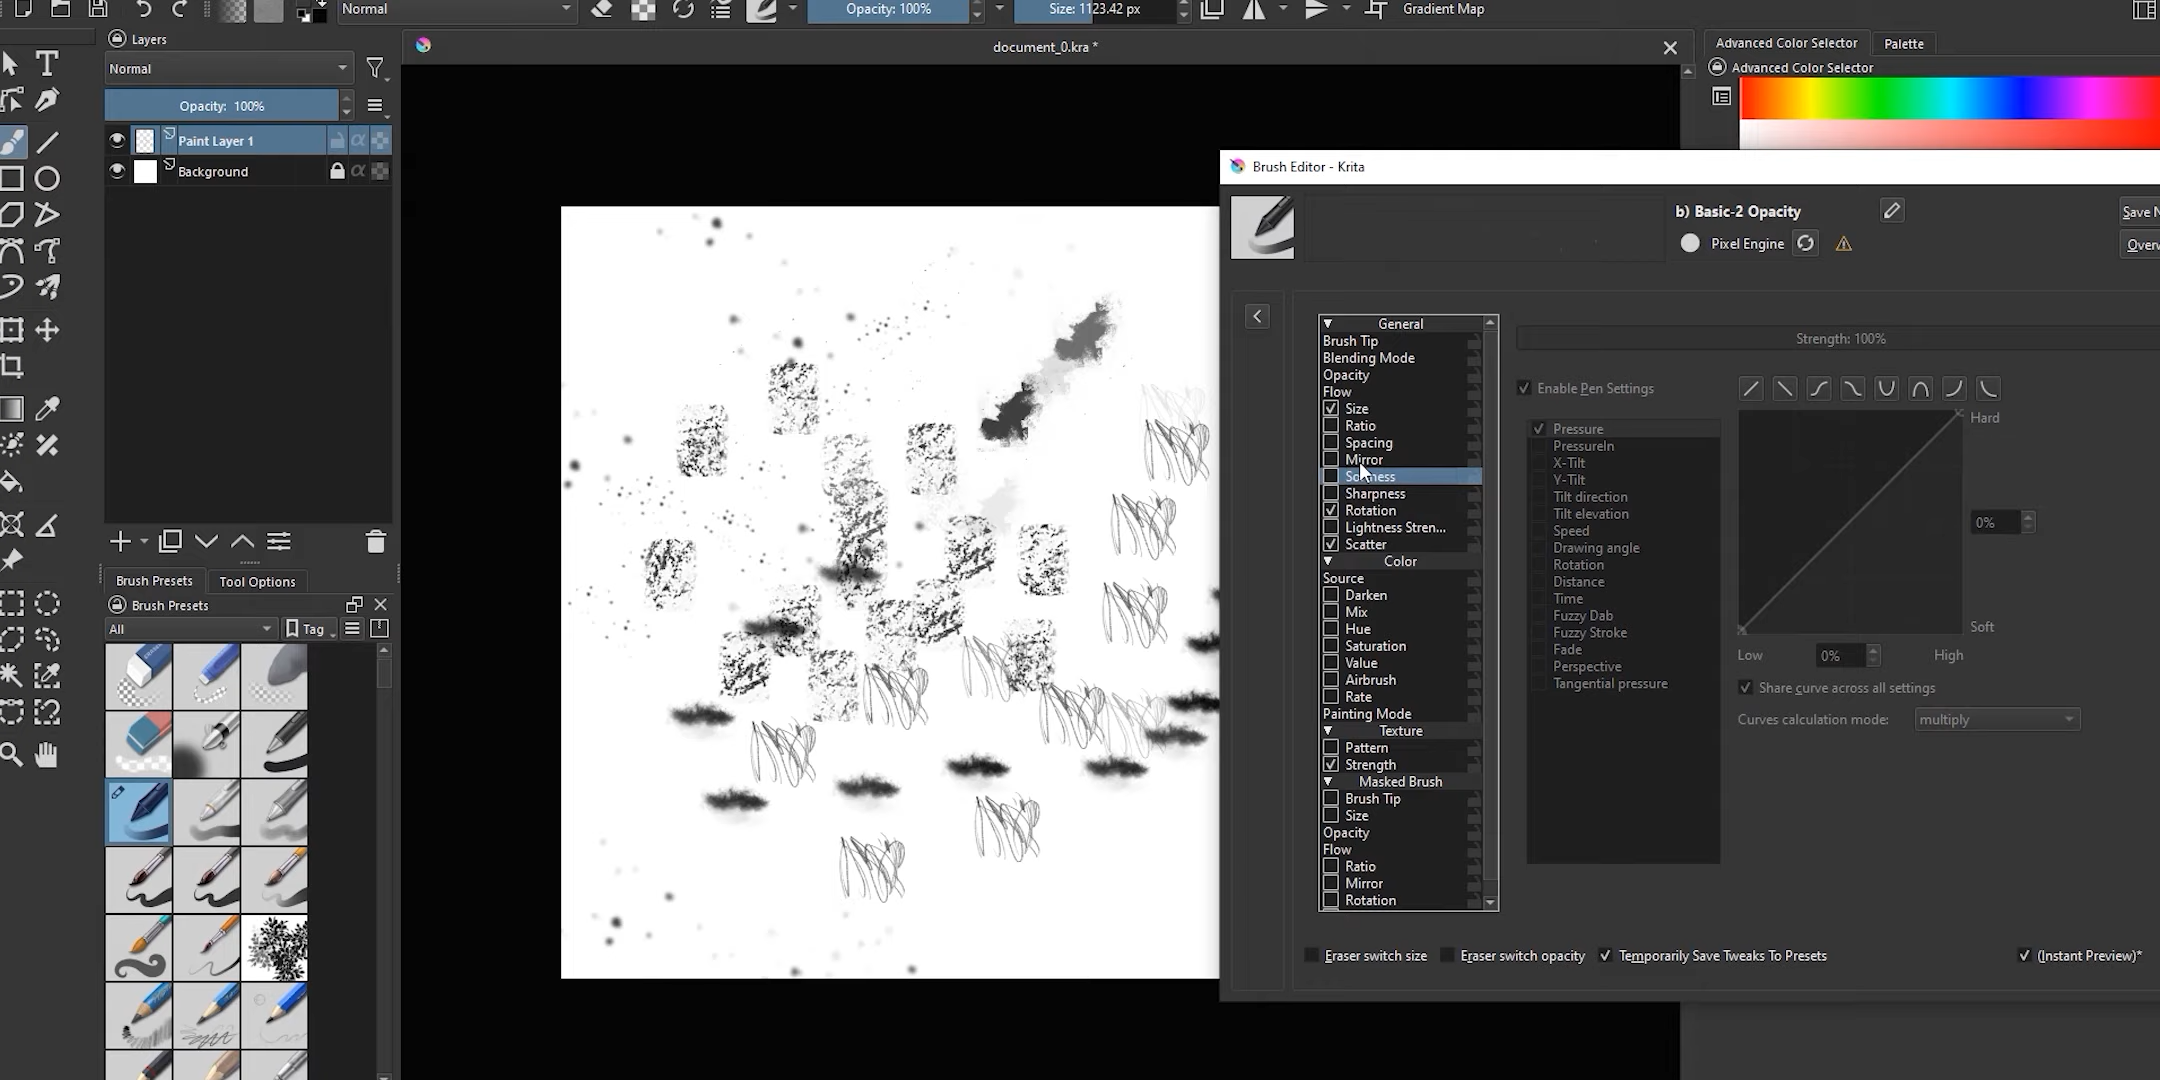 Normal
Opacity: 100%
Size: 1123.42 px
Gradient Map
Layers
Normal
Opacity: 100%
Paint Layer 1
Background
Brush Presets
Tool Options
Brush Presets
All
Tag
document_0.kra *
Advanced Color Selector
Palette
Advanced Color Selector
Brush Editor - Krita
b) Basic-2 Opacity
Pixel Engine
Save
General
Brush Tip
Blending Mode
Opacity
Flow
Size
Ratio
Spacing
Mirror
Sharpness
Rotation
Lightness Stren...
Scatter
Color
Source
Darken
Mix
Hue
Saturation
Value
Airbrush
Rate
Painting Mode
Texture
Pattern
Strength
Masked Brush
Brush Tip
Size
Opacity
Flow
Ratio
Mirror
Rotation
Strength: 100%
Enable Pen Settings
Pressure
PressureIn
X-Tilt
Y-Tilt
Tilt direction
Tilt elevation
Speed
Drawing angle
Rotation
Distance
Time
Fuzzy Dab
Fuzzy Stroke
Fade
Perspective
Tangential pressure
Hard
0%
Soft
Low
0%
High
Share curve across all settings
Curves calculation mode:
multiply
Eraser switch size
Eraser switch opacity
Temporarily Save Tweaks To Presets
(Instant Preview)*